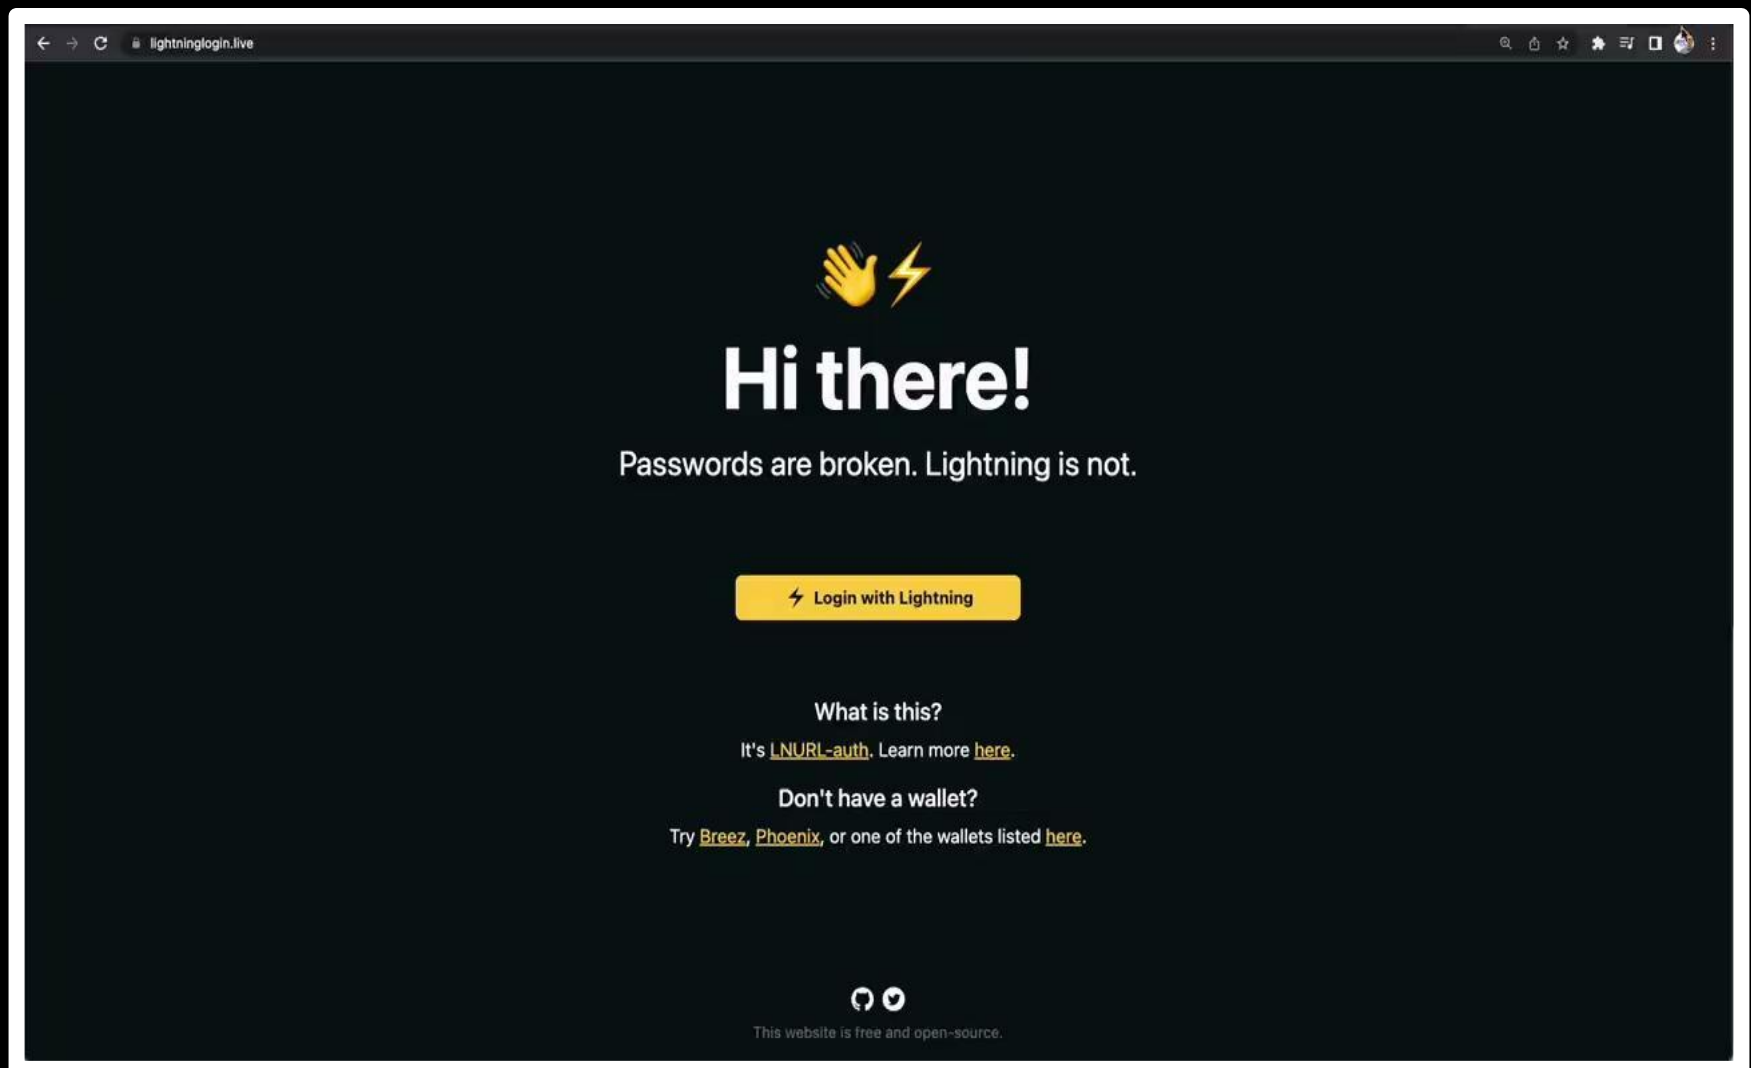 lightninglogin.live
Hi there!
Passwords are broken. Lightning is not.
Login with Lightning
What is this?
It's LNURL-auth. Learn more here.
Don't have a wallet?
Try Breez, Phoenix, or one of the wallets listed here.
This website is free and open-source.